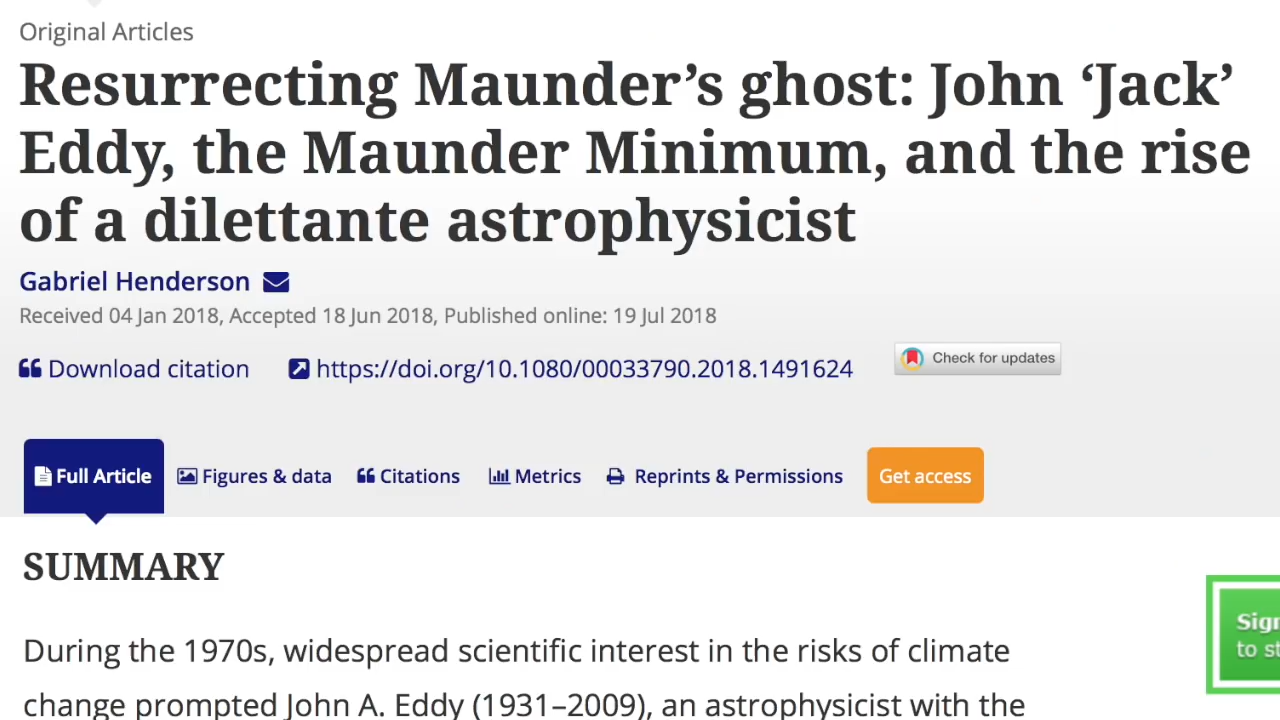 Original Articles
Resurrecting Maunder’s ghost: John ‘Jack’
Eddy, the Maunder Minimum, and the rise
of a dilettante astrophysicist
Gabriel Henderson
Received 04 Jan 2018, Accepted 18 Jun 2018, Published online: 19 Jul 2018
Download citation https://doi.org/10.1080/00033790.2018.1491624 Check for updates
Full Article Figures & data Citations Metrics Reprints & Permissions Get access
SUMMARY
During the 1970s, widespread scientific interest in the risks of climate
change prompted John A. Eddy (1931–2009), an astrophysicist with the